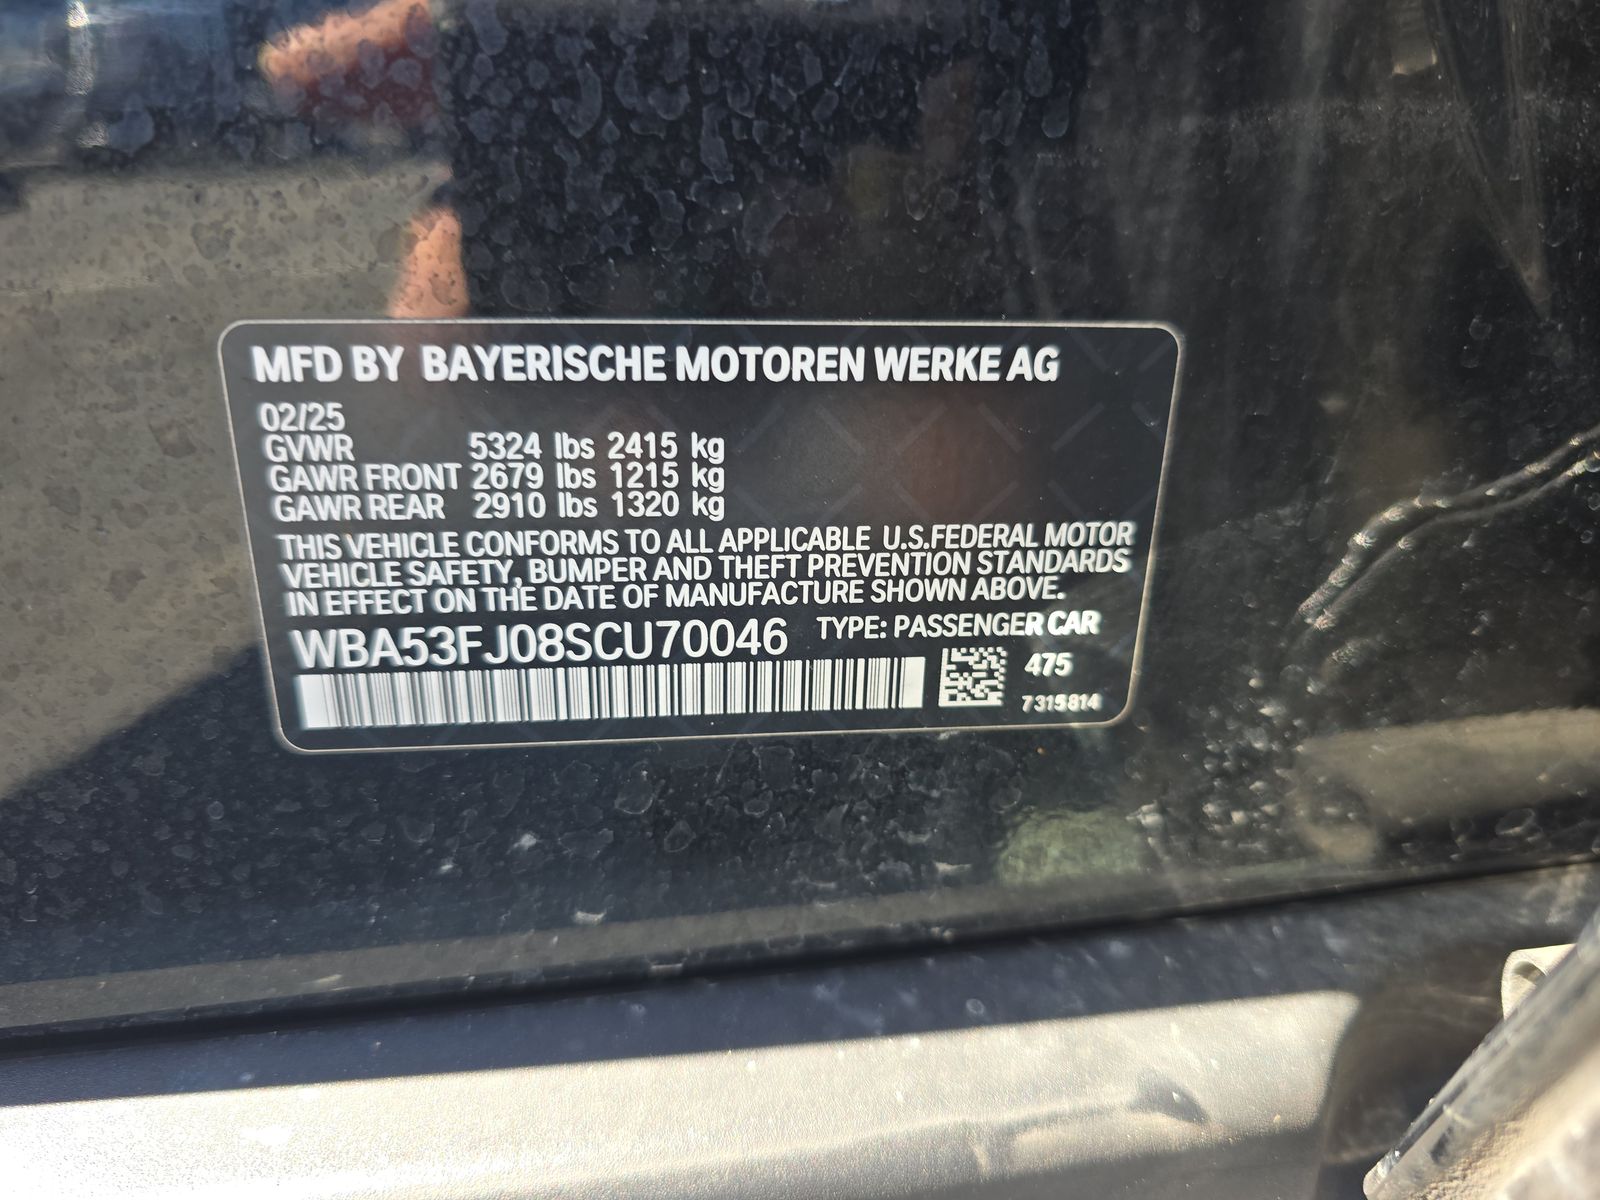 MFD BY BAYERISCHE MOTOREN WERKE AG
02/25
GVWR 5324 lbs 2415 kg
GAWR FRONT 2679 lbs 1215 kg
GAWR REAR 2910 lbs 1320 kg
THIS VEHICLE CONFORMS TO ALL APPLICABLE U.S.FEDERAL MOTOR
VEHICLE SAFETY, BUMPER AND THEFT PREVENTION STANDARDS
IN EFFECT ON THE DATE OF MANUFACTURE SHOWN ABOVE.
WBA53FJ08SCU70046 TYPE: PASSENGER CAR
475
7315814